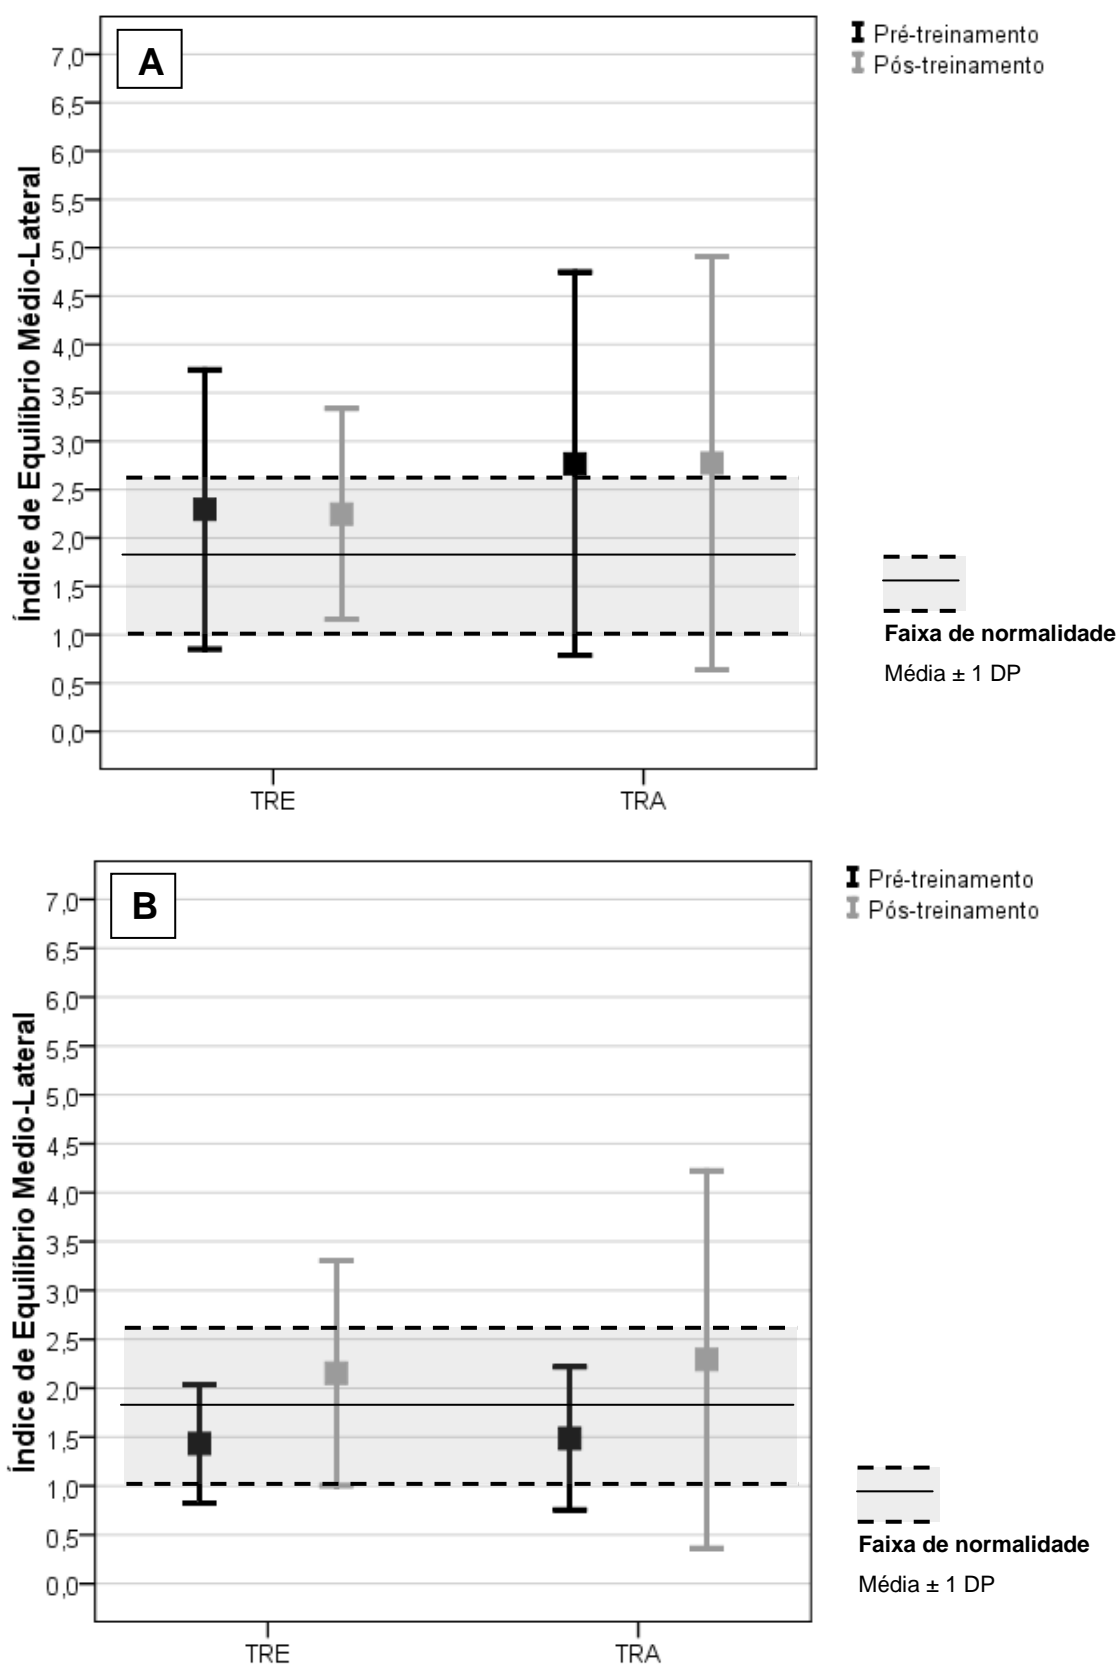 A
Pré-treinamento
Pós-treinamento
Índice de Equilíbrio Médio-Lateral
7,0
6,5
6,0
5,5
5,0
4,5
4,0
3,5
3,0
2,5
2,0
1,5
1,0
0,5
0,0
TRE
TRA
Faixa de normalidade
Média ± 1 DP
B
Pré-treinamento
Pós-treinamento
Índice de Equilíbrio Medio-Lateral
7,0
6,5
6,0
5,5
5,0
4,5
4,0
3,5
3,0
2,5
2,0
1,5
1,0
0,5
0,0
TRE
TRA
Faixa de normalidade
Média ± 1 DP